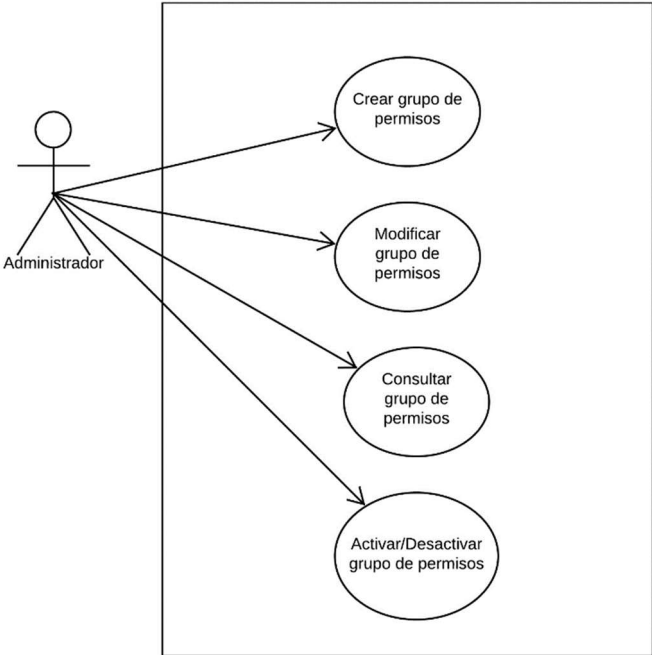 Crear grupo de
permisos
Administrador
Modificar
grupo de
permisos
Consultar
grupo de
permisos
Activar/Desactivar
grupo de permisos